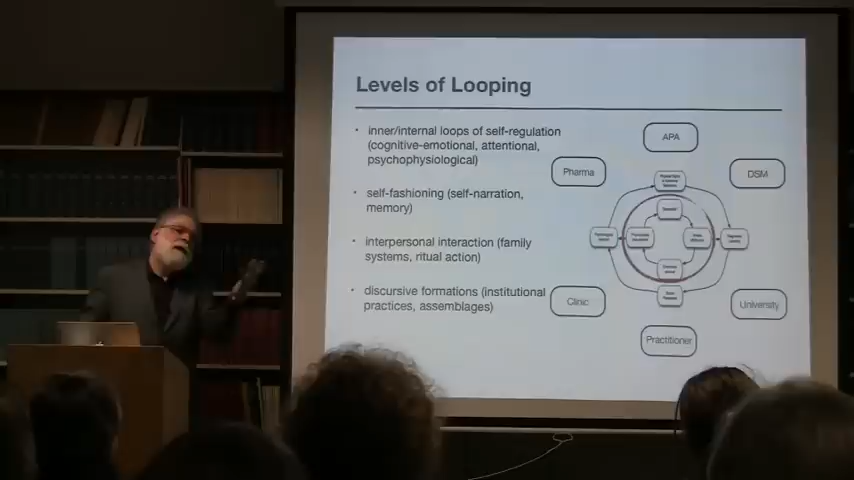 Levels of Looping
• inner/internal loops of self-regulation
(cognitive-emotional, attentional,
psychophysiological)
• self-fashioning (self-narration,
memory)
• interpersonal interaction (family
systems, ritual action)
• discursive formations (institutional
practices, assemblages)
APA
Pharma
DSM
Clinic
University
Practitioner